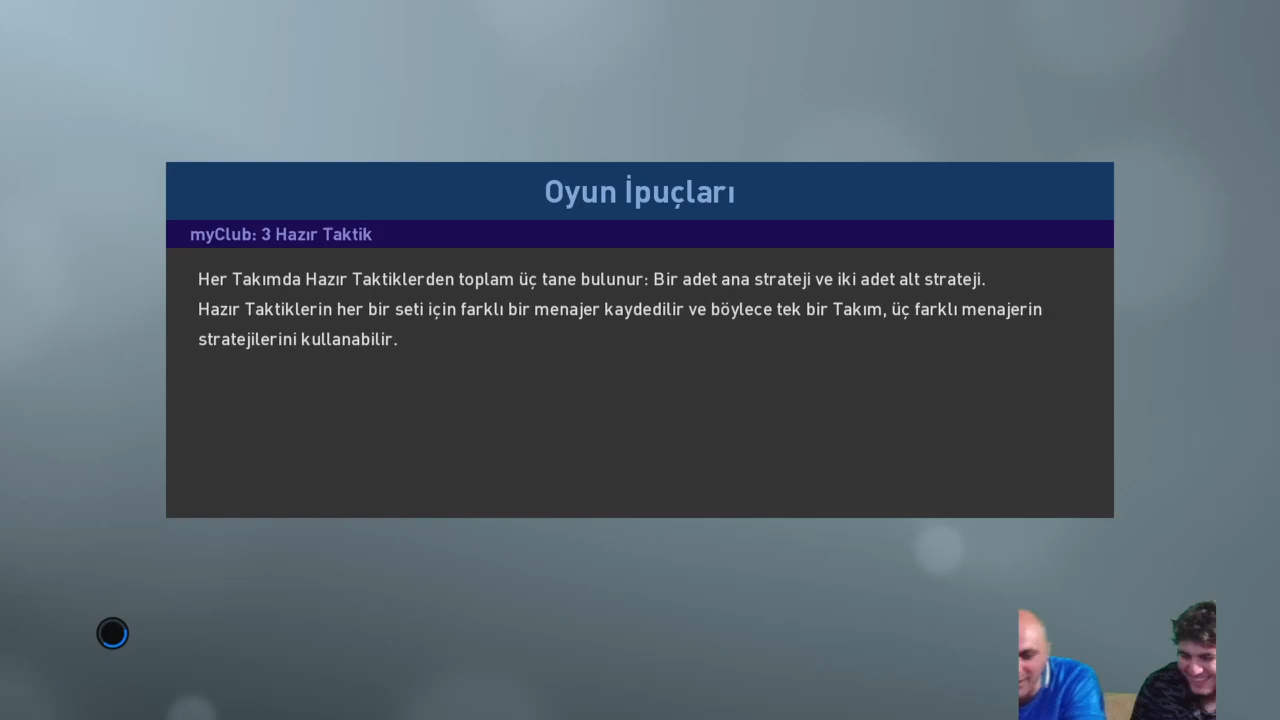 Oyun İpuçları
myClub: 3 Hazır Taktik
Her Takımda Hazır Taktiklerden toplam üç tane bulunur: Bir adet ana strateji ve iki adet alt strateji.
Hazır Taktiklerin her bir seti için farklı bir menajer kaydedilir ve böylece tek bir Takım, üç farklı menajerin
stratejilerini kullanabilir.